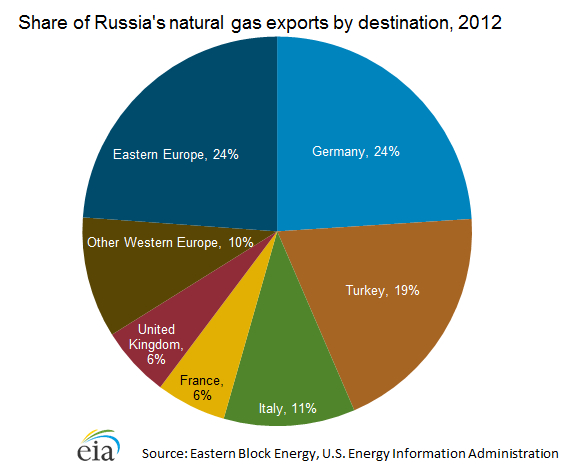 Share of Russia's natural gas exports by destination, 2012
Eastern Europe, 24%
Germany, 24%
Other Western Europe, 10%
Turkey, 19%
United
Kingdom,
6%
France,
6%
Italy, 11%
eia
Source: Eastern Block Energy, U.S. Energy Information Administration